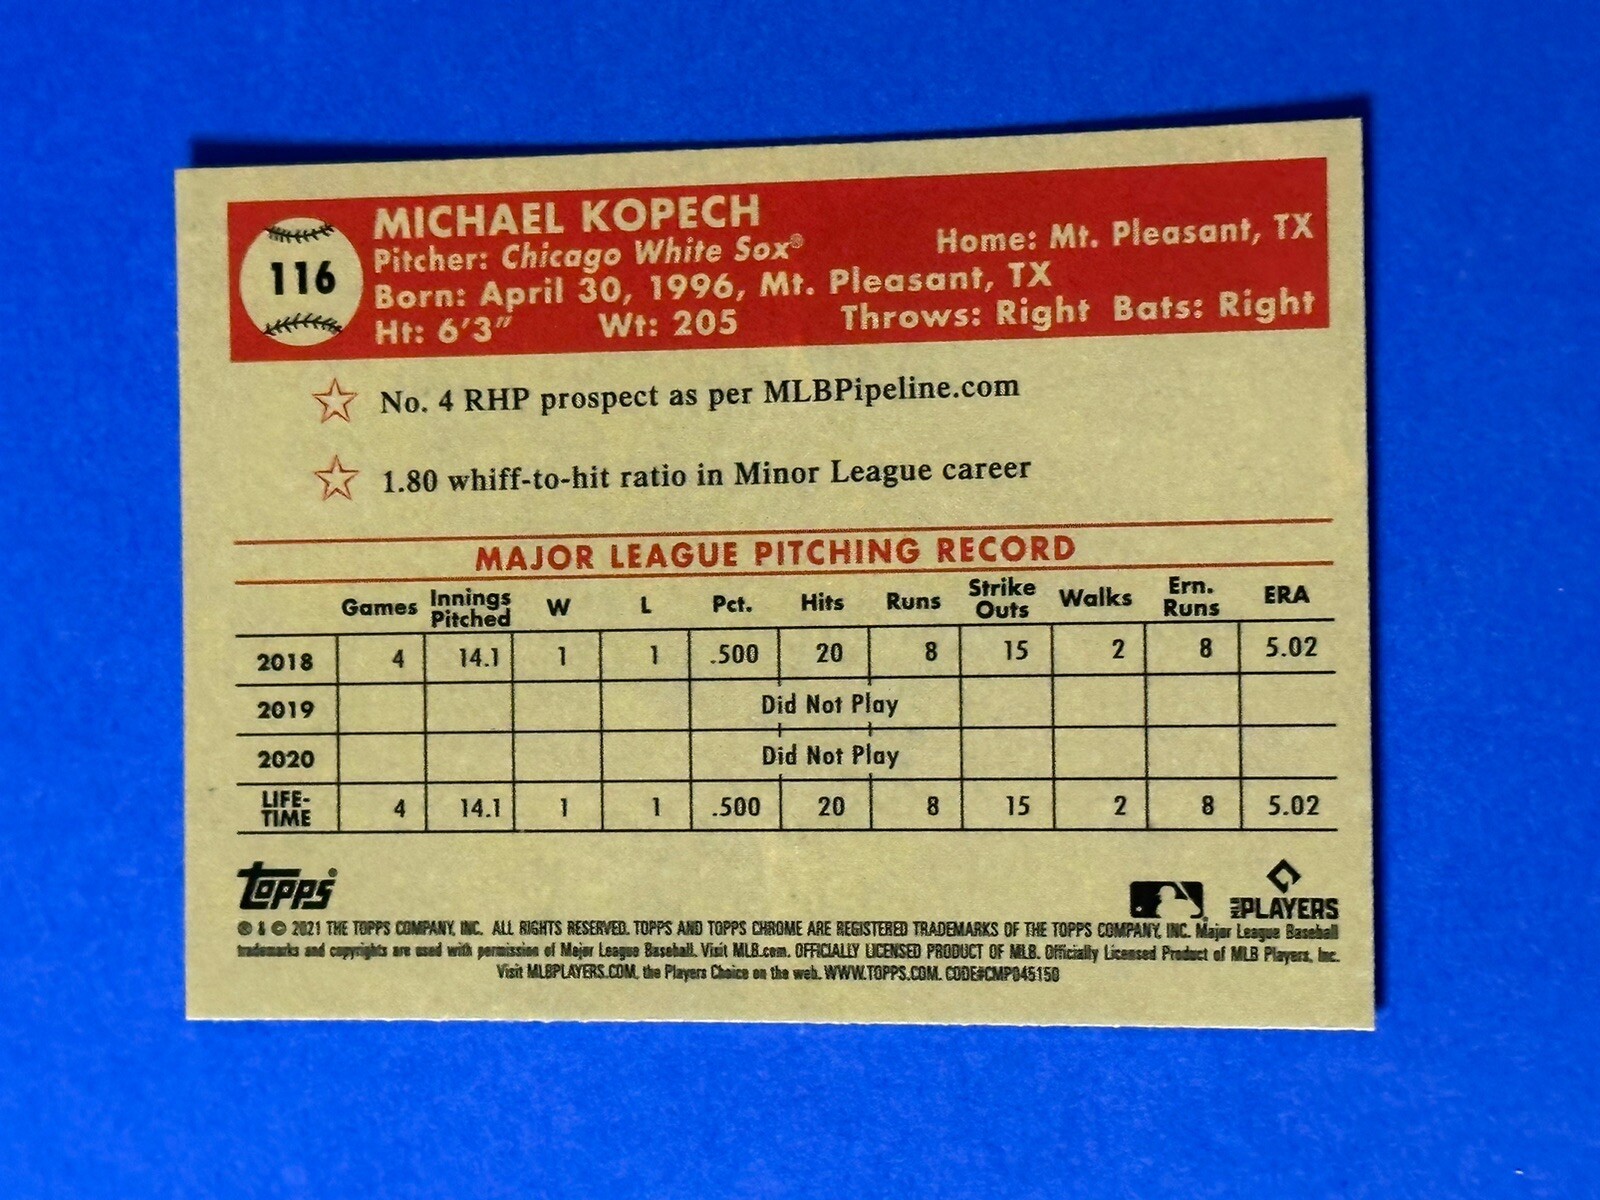 116
MICHAEL KOPECH
Pitcher: Chicago White Sox® Home: Mt. Pleasant, TX
Born: April 30, 1996, Mt. Pleasant, TX
Ht: 6'3" Wt: 205 Throws: Right Bats: Right
No. 4 RHP prospect as per MLBPipeline.com
1.80 whiff-to-hit ratio in Minor League career
MAJOR LEAGUE PITCHING RECORD
Games Innings Pitched W L Pct. Hits Runs Strike Outs Walks Ern. Runs ERA
2018 4 14.1 1 1 .500 20 8 15 2 8 5.02
2019 Did Not Play
2020 Did Not Play
LIFE-TIME 4 14.1 1 1 .500 20 8 15 2 8 5.02
Topps® MLB PLAYERS
® & © 2021 THE TOPPS COMPANY, INC. ALL RIGHTS RESERVED. TOPPS AND TOPPS CHROME ARE REGISTERED TRADEMARKS OF THE TOPPS COMPANY, INC. Major League Baseball
trademarks and copyrights are used with permission of Major League Baseball. Visit MLB.com. OFFICIALLY LICENSED PRODUCT OF MLB. Officially Licensed Product of MLB Players, Inc.
Visit MLBPLAYERS.COM, the Players Choice on the web. WWW.TOPPS.COM. CODE#CMP045150